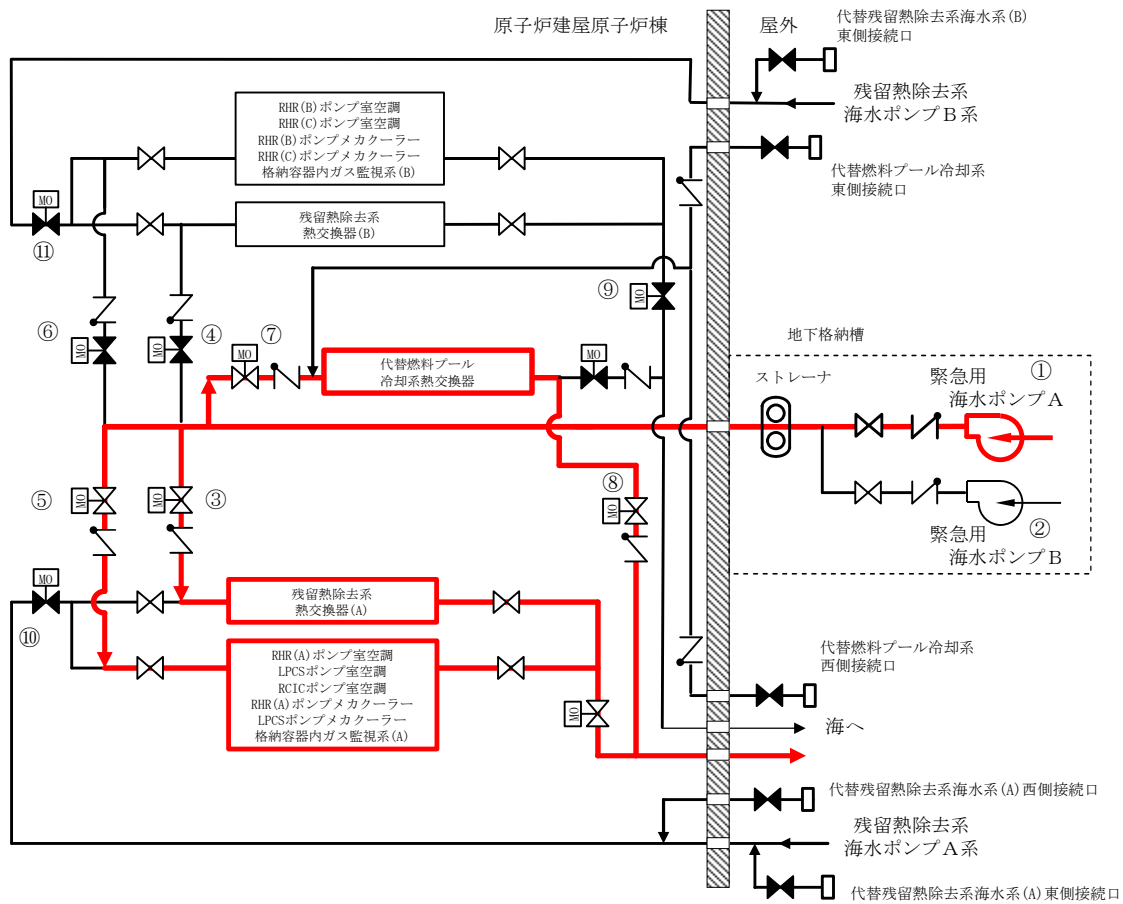 原子炉建屋原子炉棟
屋外
代替残留熱除去系海水系(B)
東側接続口
残留熱除去系
海水ポンプB系
代替燃料プール冷却系
東側接続口
RHR(B)ポンプ室空調
RHR(C)ポンプ室空調
RHR(B)ポンプメカクーラー
RHR(C)ポンプメカクーラー
格納容器内ガス監視系(B)
MO
⑪
残留熱除去系
熱交換器(B)
⑨
MO
⑥
MO
④
MO
⑦
MO
代替燃料プール
冷却系熱交換器
MO
地下格納槽
ストレーナ
緊急用
海水ポンプA
①
⑤
MO
③
MO
⑧
MO
緊急用
海水ポンプB
②
MO
⑩
残留熱除去系
熱交換器(A)
RHR(A)ポンプ室空調
LPCSポンプ室空調
RCICポンプ室空調
RHR(A)ポンプメカクーラー
LPCSポンプメカクーラー
格納容器内ガス監視系(A)
MO
代替燃料プール冷却系
西側接続口
海へ
代替残留熱除去系海水系(A)西側接続口
残留熱除去系
海水ポンプA系
代替残留熱除去系海水系(A)東側接続口